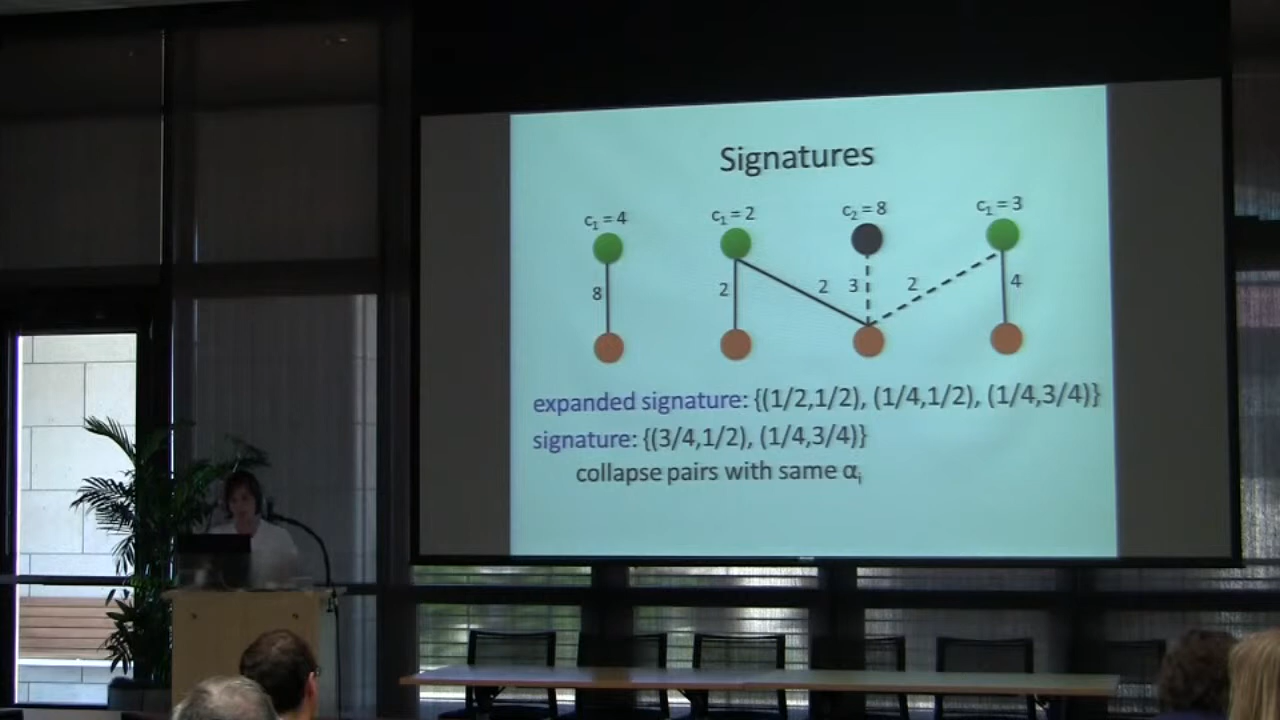 Signatures
c₁ = 4
c₁ = 2
c₂ = 8
c₁ = 3
8
2
2
3
2
4
expanded signature: {(1/2,1/2), (1/4,1/2), (1/4,3/4)}
signature: {(3/4,1/2), (1/4,3/4)}
collapse pairs with same αᵢ